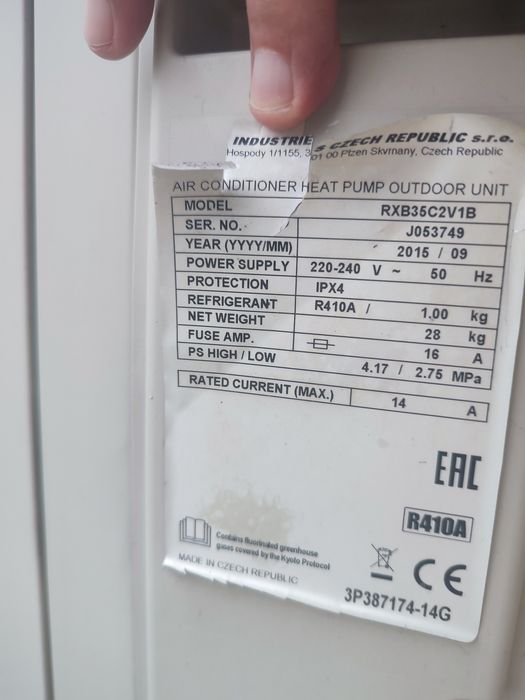 INDUSTRIES CZECH REPUBLIC s.r.o.
Hospody 1/1155, 301 00 Plzen Skvrnany, Czech Republic
AIR CONDITIONER HEAT PUMP OUTDOOR UNIT
MODEL RXB35C2V1B
SER. NO. J053749
YEAR (YYYY/MM) 2015 / 09
POWER SUPPLY 220-240 V ~ 50 Hz
PROTECTION IPX4
REFRIGERANT R410A / 1.00 kg
NET WEIGHT 28 kg
FUSE AMP. 16 A
PS HIGH / LOW 4.17 / 2.75 MPa
RATED CURRENT (MAX.) 14 A
EAC
R410A
Contains fluorinated greenhouse
gases covered by the Kyoto Protocol
MADE IN CZECH REPUBLIC
CE
3P387174-14G